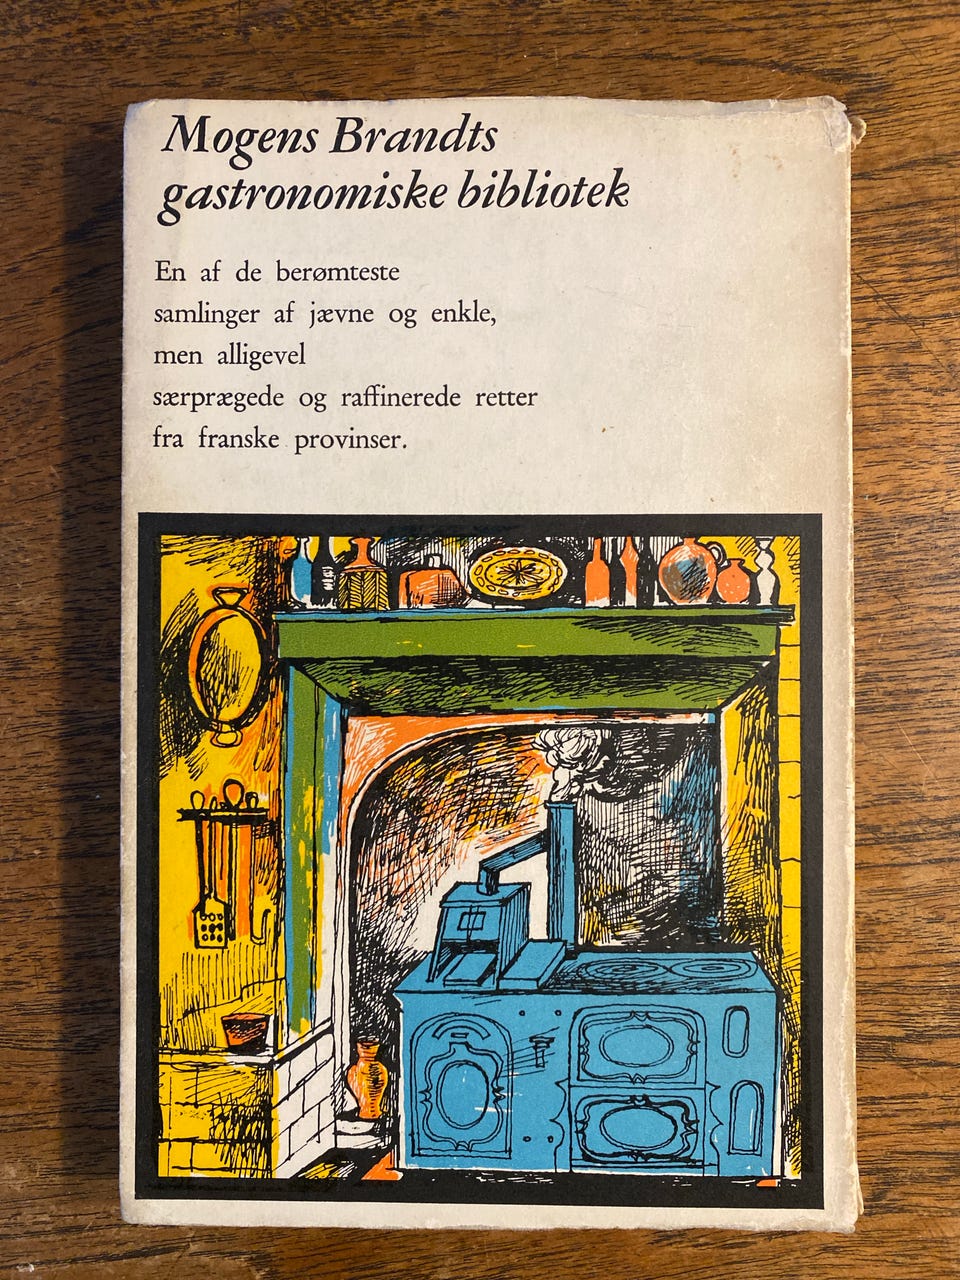 Mogens Brandts
gastronomiske bibliotek
En af de berømteste
samlinger af jævne og enkle,
men alligevel
særprægede og raffinerede retter
fra franske provinser.